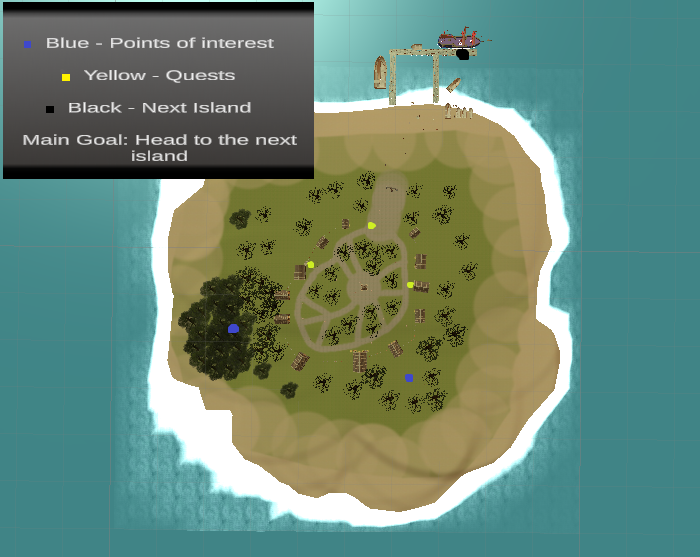 Blue - Points of interest
Yellow - Quests
Black - Next Island
Main Goal: Head to the next
island